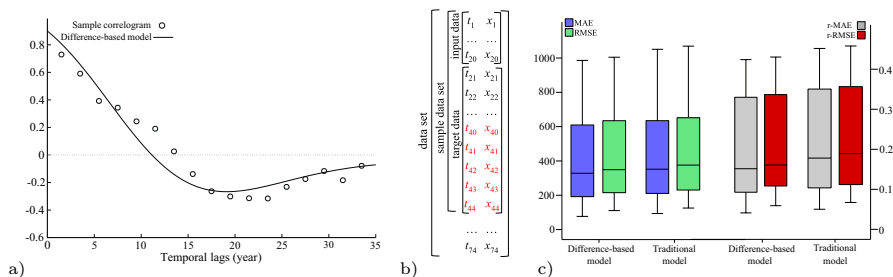 a)
Sample correlogram
Difference-based model
0.8
0.6
0.4
0.2
0
-0.2
-0.4
-0.6
0 5 10 15 20 25 30 35
Temporal lags (year)
b)
data set
sample data set
input data
target data
t1 x1
... ...
t20 x20
t21 x21
t22 x22
... ...
t40 x40
t41 x41
t42 x42
t43 x43
t44 x44
... ...
t74 x74
c)
MAE
RMSE
r-MAE
r-RMSE
1000
800
600
400
200
0
0.4
0.3
0.2
0.1
0
Difference-based model
Traditional model
Difference-based model
Traditional model